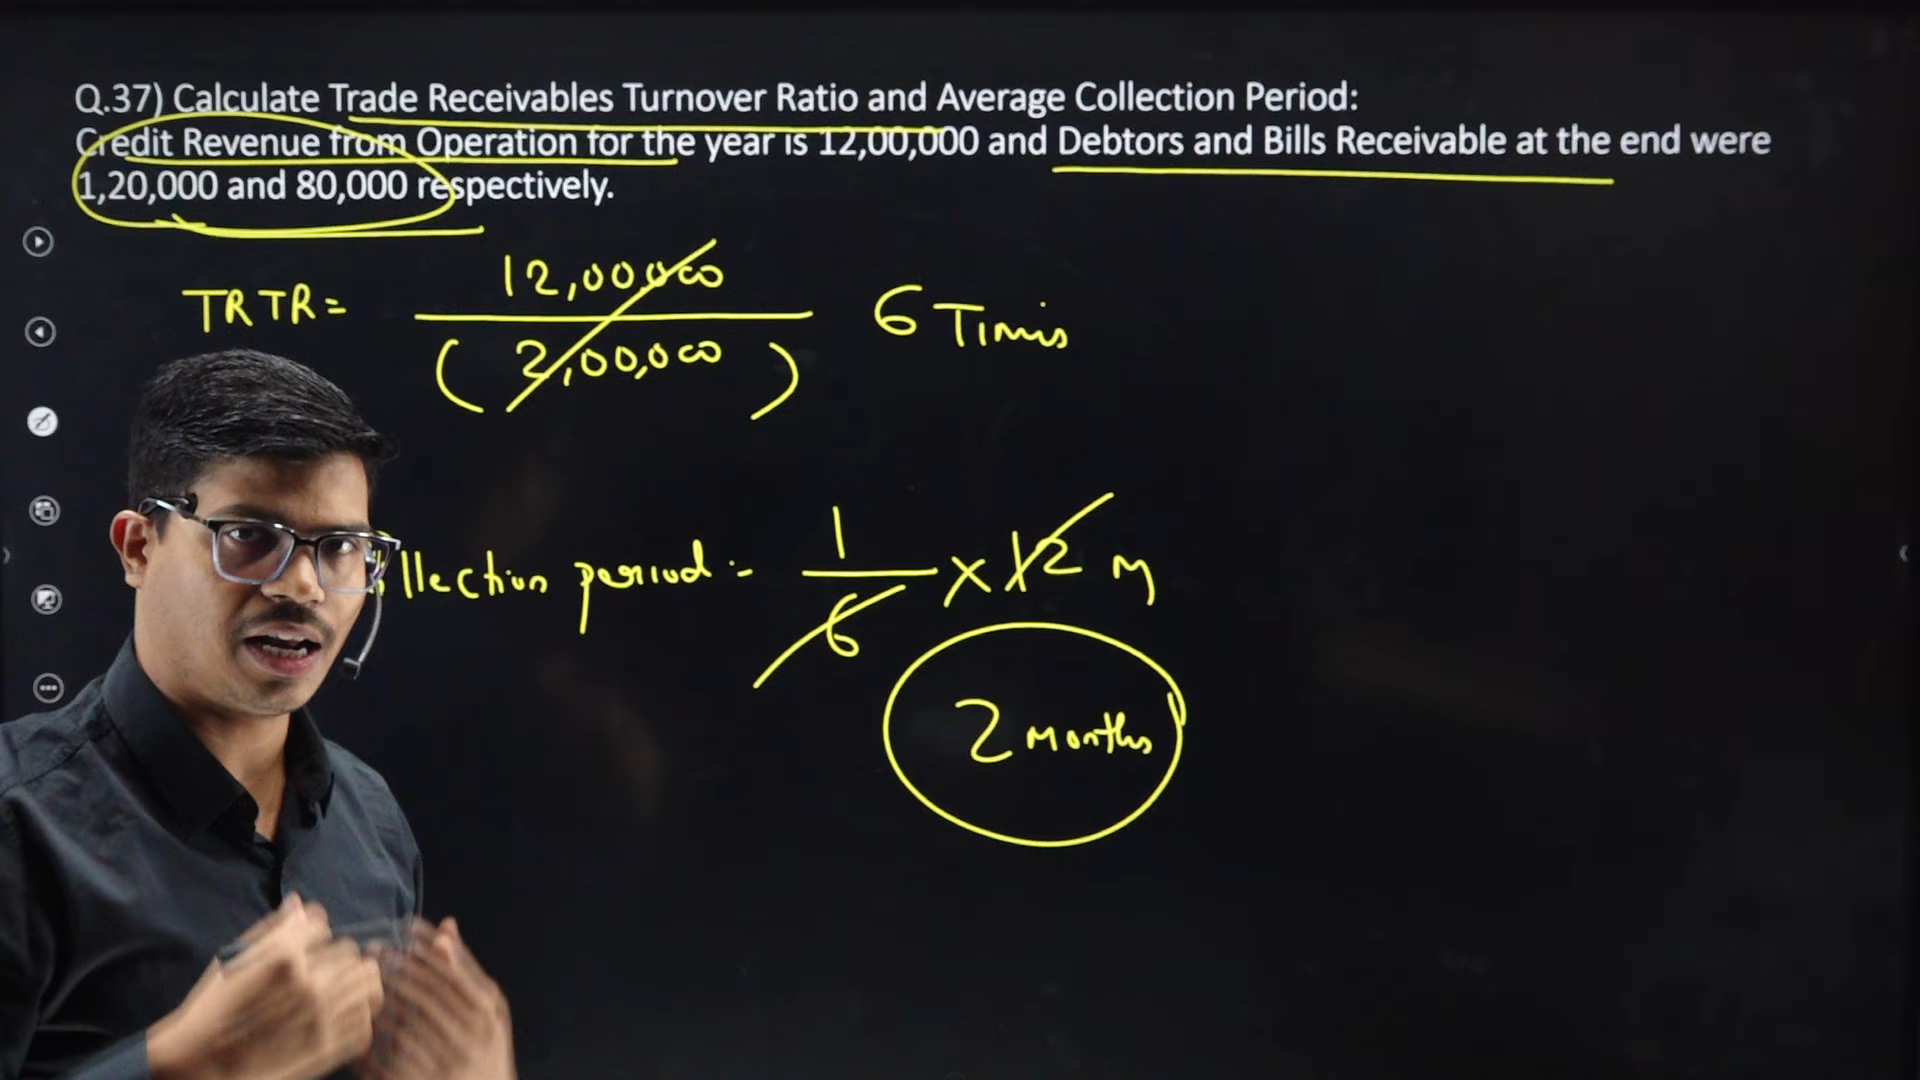 Q.37) Calculate Trade Receivables Turnover Ratio and Average Collection Period:
Credit Revenue from Operation for the year is 12,00,000 and Debtors and Bills Receivable at the end were
1,20,000 and 80,000 respectively.
TRTR =
12,00,000
( 2,00,000 )
6 Times
llection period :-
1
6
x 12 M
2 Months